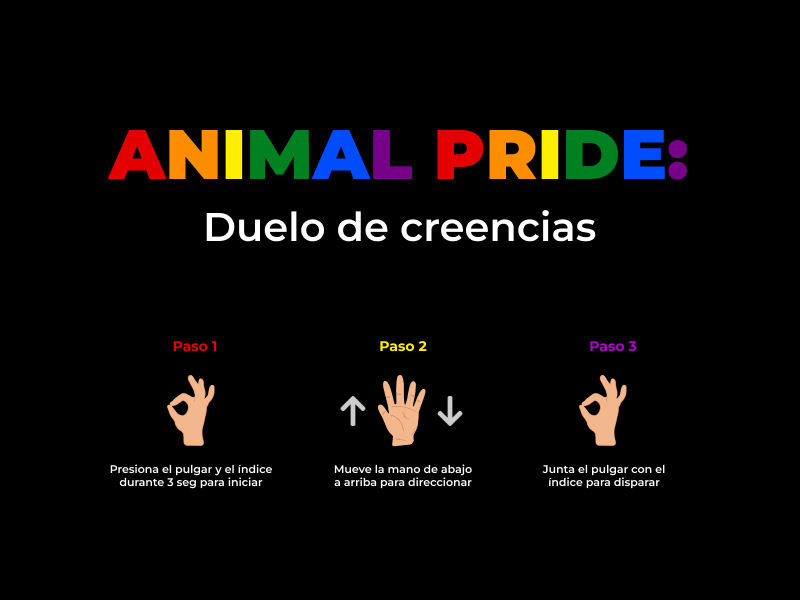 ANIMAL PRIDE:
Duelo de creencias
Paso 1
Presiona el pulgar y el índice
durante 3 seg para iniciar
Paso 2
Mueve la mano de abajo
a arriba para direccionar
Paso 3
Junta el pulgar con el
índice para disparar